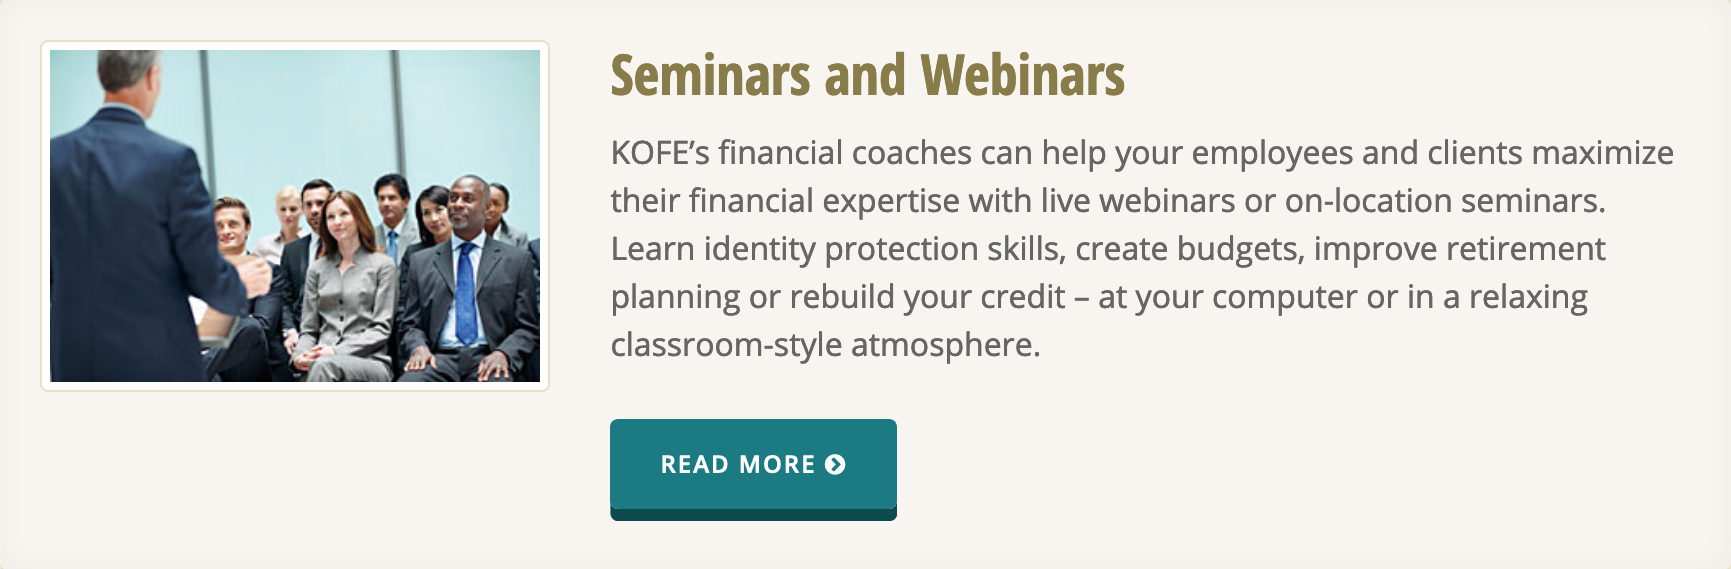 Seminars and Webinars
KOFE’s financial coaches can help your employees and clients maximize
their financial expertise with live webinars or on-location seminars.
Learn identity protection skills, create budgets, improve retirement
planning or rebuild your credit – at your computer or in a relaxing
classroom-style atmosphere.
READ MORE